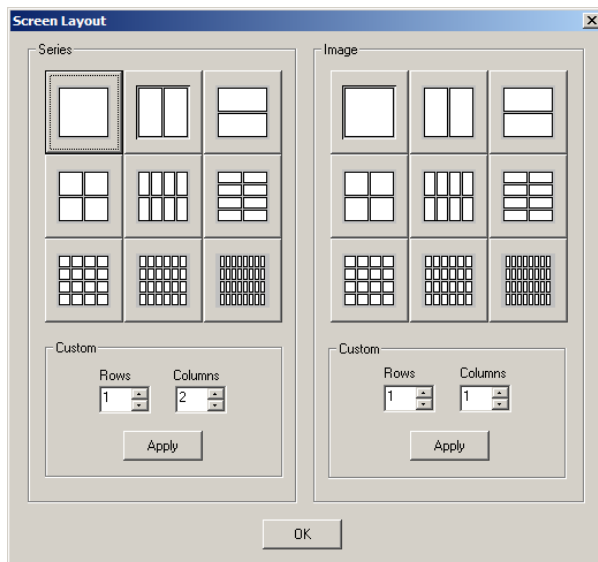 Screen Layout
Series
Image
Custom
Rows Columns
1 2
Apply
Custom
Rows Columns
1 1
Apply
OK